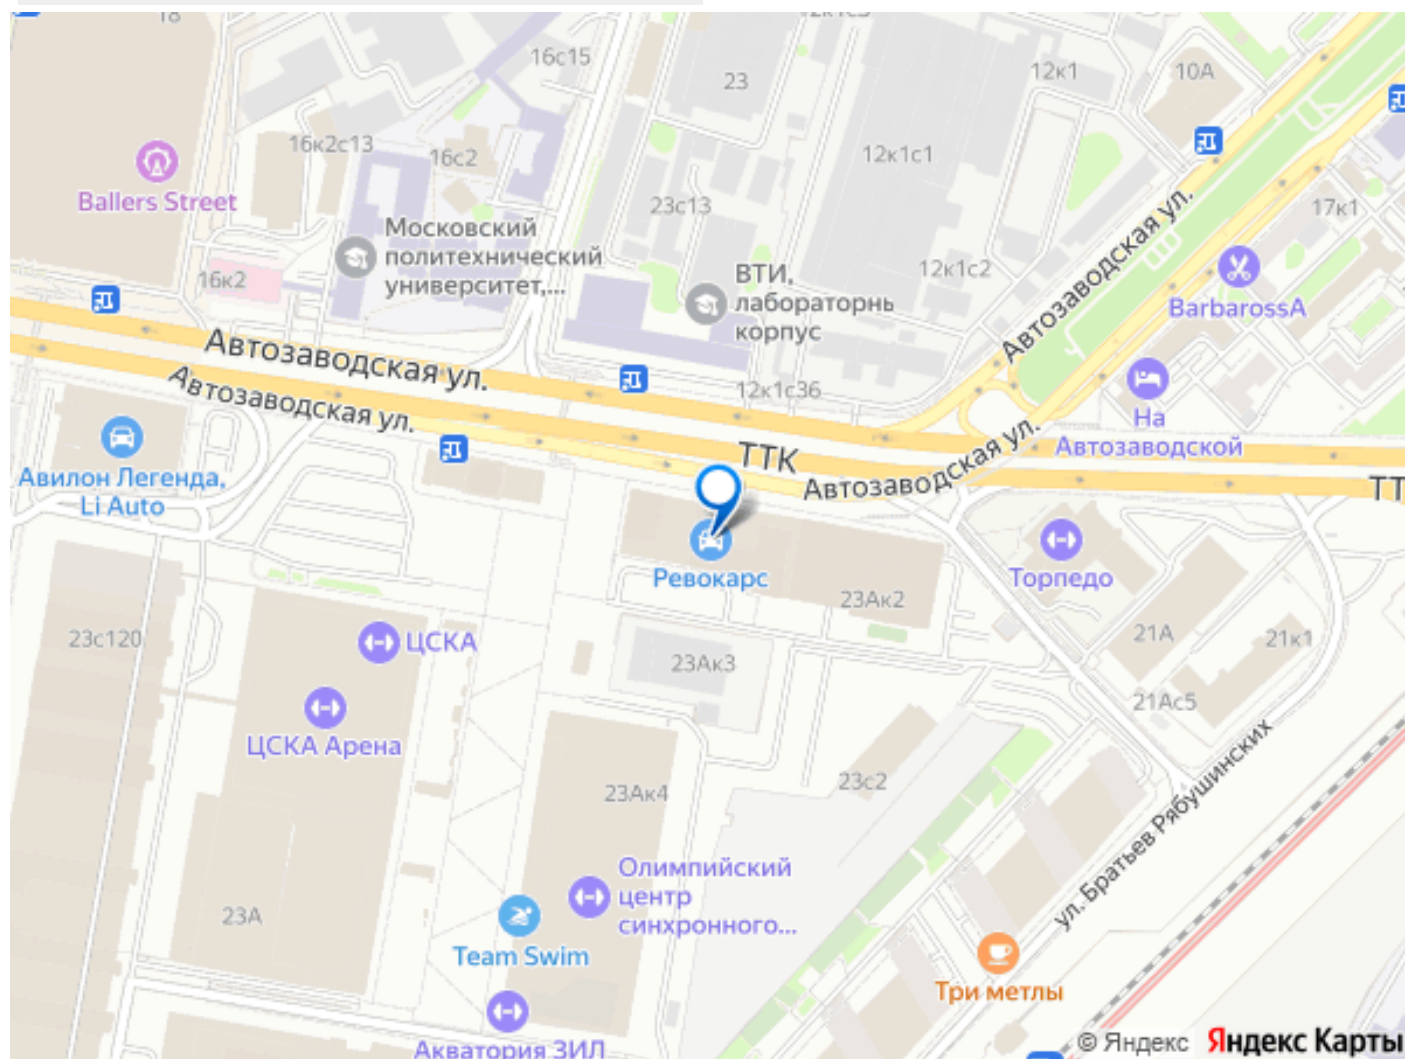 18
12к1с3
16с15
23
12к1
10А
16к2с13
16с2
12к1с1
Ballers Street
23с13
17к1
Автозаводская ул.
Московский
политехнический
университет,...
16к2
ВТИ,
лабораторнь
корпус
12к1с2
BarbarossA
Автозаводская ул.
Автозаводская ул.
12к1с36
На
Автозаводской
ТТК
Автозаводская ул.
ТТ
Авилон Легенда,
Li Auto
Ревокарс
23Ак2
Торпедо
23с120
ЦСКА
23Ак3
21А
21к1
ЦСКА Арена
21Ас5
23Ак4
23с2
ул. Братьев Рябушинских
Олимпийский
центр
синхронного...
23А
Team Swim
Три метлы
Акватория ЗИЛ
© Яндекс Яндекс Карты